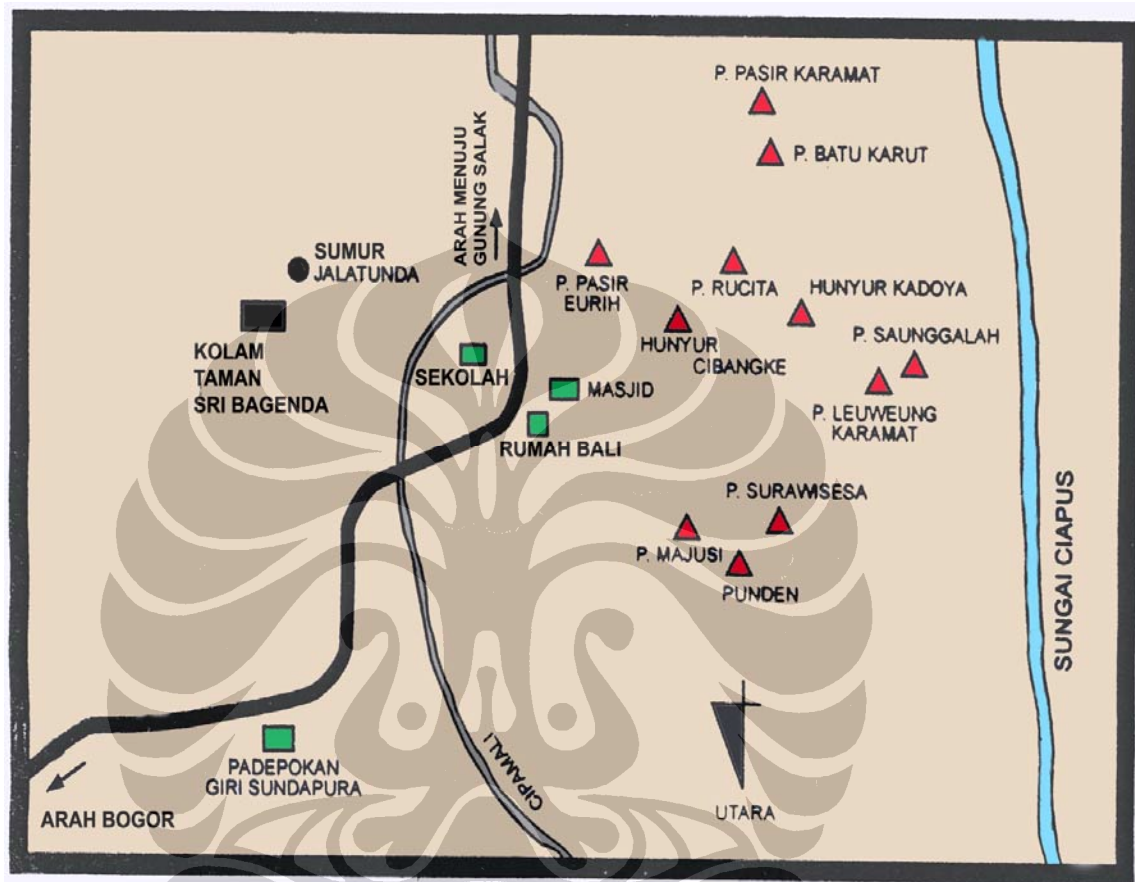 P. PASIR KARAMAT
P. BATU KARUT
ARAH MENUJU
GUNUNG SALAK
SUMUR
JALATUNDA
P. PASIR
EURIH
P. RUCITA
HUNYUR KADOYA
KOLAM
TAMAN
SRI BAGENDA
SEKOLAH
HUNYUR
CIBANGKE
P. SAUNGGALAH
MASJID
P. LEUWEUNG
KARAMAT
RUMAH BALI
P. SURAWISESA
P. MAJUSI
PUNDEN
SUNGAI CIAPUS
PADEPOKAN
GIRI SUNDAPURA
CIPAMALI
UTARA
ARAH BOGOR